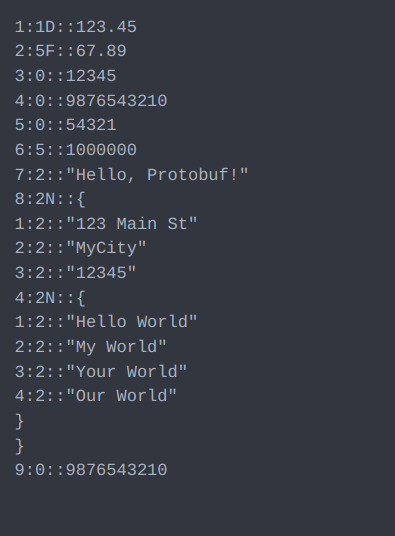 1:1D::123.45
2:5F::67.89
3:0::12345
4:0::9876543210
5:0::54321
6:5::1000000
7:2::"Hello, Protobuf!"
8:2N::{
1:2::"123 Main St"
2:2::"MyCity"
3:2::"12345"
4:2N::{
1:2::"Hello World"
2:2::"My World"
3:2::"Your World"
4:2::"Our World"
}
}
9:0::9876543210